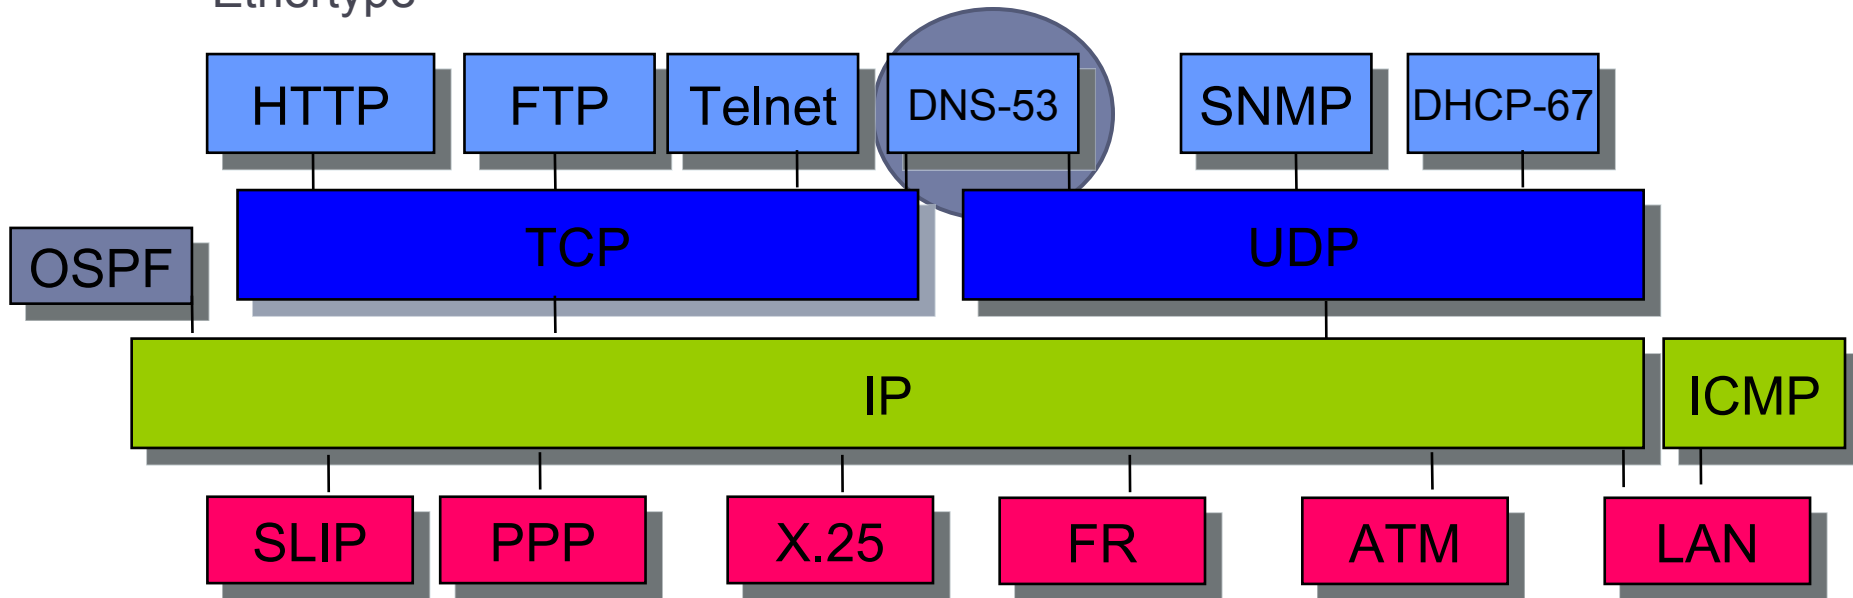 Ethertype
HTTP FTP Telnet DNS-53 SNMP DHCP-67
OSPF TCP UDP
IP ICMP
SLIP PPP X.25 FR ATM LAN